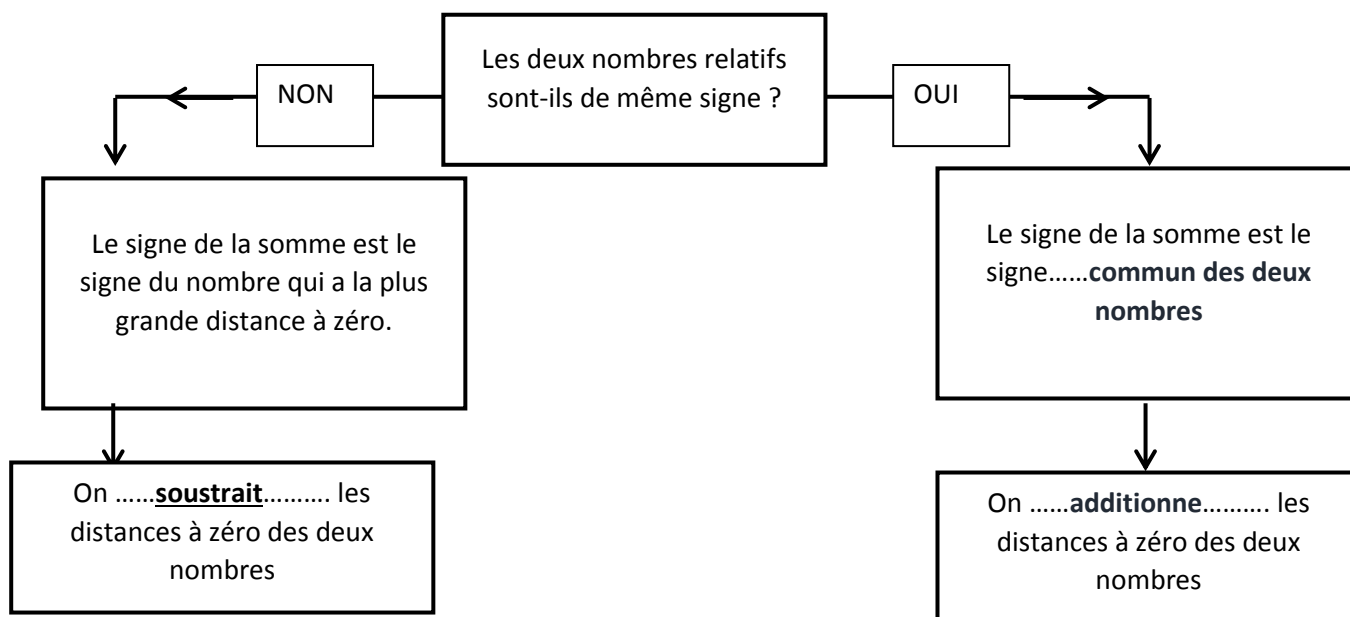 Les deux nombres relatifs
sont-ils de même signe ?
NON
OUI
Le signe de la somme est le
signe du nombre qui a la plus
grande distance à zéro.
Le signe de la somme est le
signe......commun des deux
nombres
On ......soustrait.......... les
distances à zéro des deux
nombres
On ......additionne.......... les
distances à zéro des deux
nombres